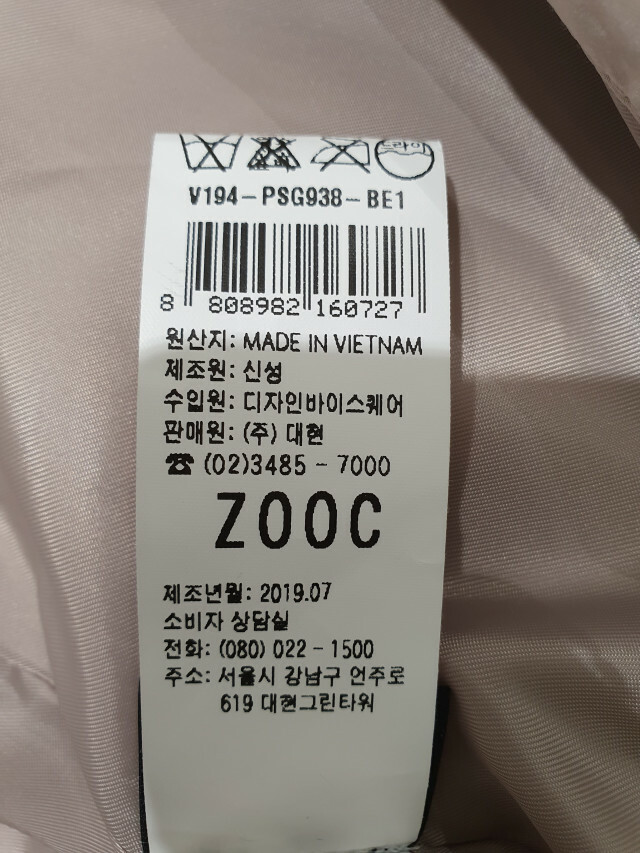 드라이
V194-PSG938-BE1
8 808982 160727
원산지: MADE IN VIETNAM
제조원: 신성
수입원: 디자인바이스퀘어
판매원: (주) 대현
☎ (02)3485 - 7000
ZOOC
제조년월: 2019.07
소비자 상담실
전화: (080) 022 - 1500
주소: 서울시 강남구 언주로
619 대현그린타워